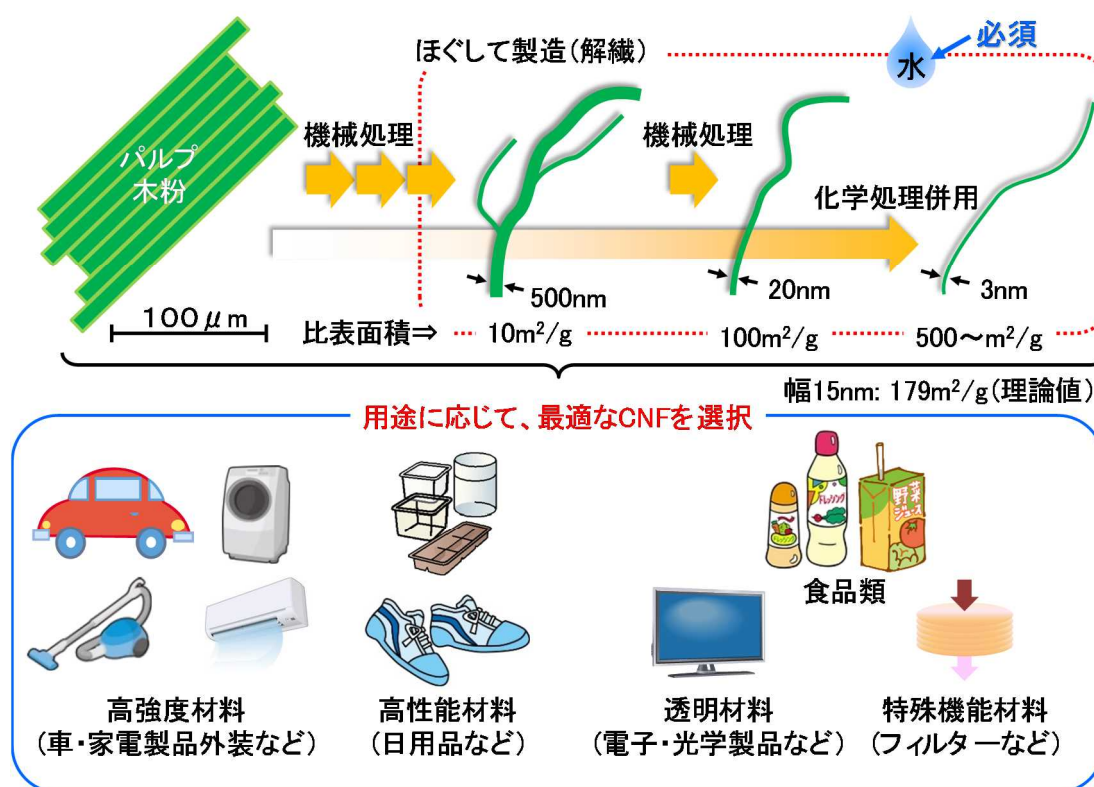 ほぐして製造(解繊)
必須
水
パルプ
木粉
機械処理
機械処理
化学処理併用
500nm
20nm
3nm
100μm
比表面積⇒
10m²/g
100m²/g
500～m²/g
幅15nm: 179m²/g(理論値)
用途に応じて、最適なCNFを選択
ドレッシング
野菜
ジュース
食品類
高強度材料
(車・家電製品外装など)
高性能材料
(日用品など)
透明材料
(電子・光学製品など)
特殊機能材料
(フィルターなど)